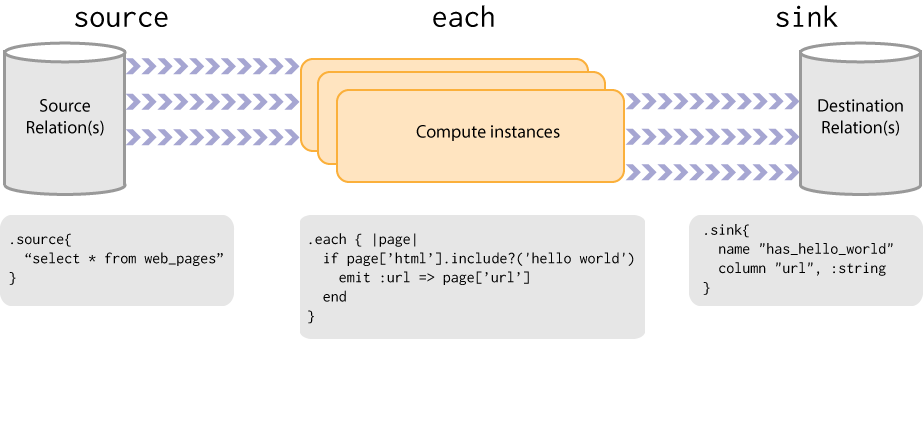 source
each
sink
Source
Relation(s)
Compute instances
Destination
Relation(s)
.source{
  “select * from web_pages”
}
.each { |page|
  if page[’html’].include?('hello world')
    emit :url => page[’url’]
  end
}
.sink{
  name "has_hello_world"
  column "url", :string
}